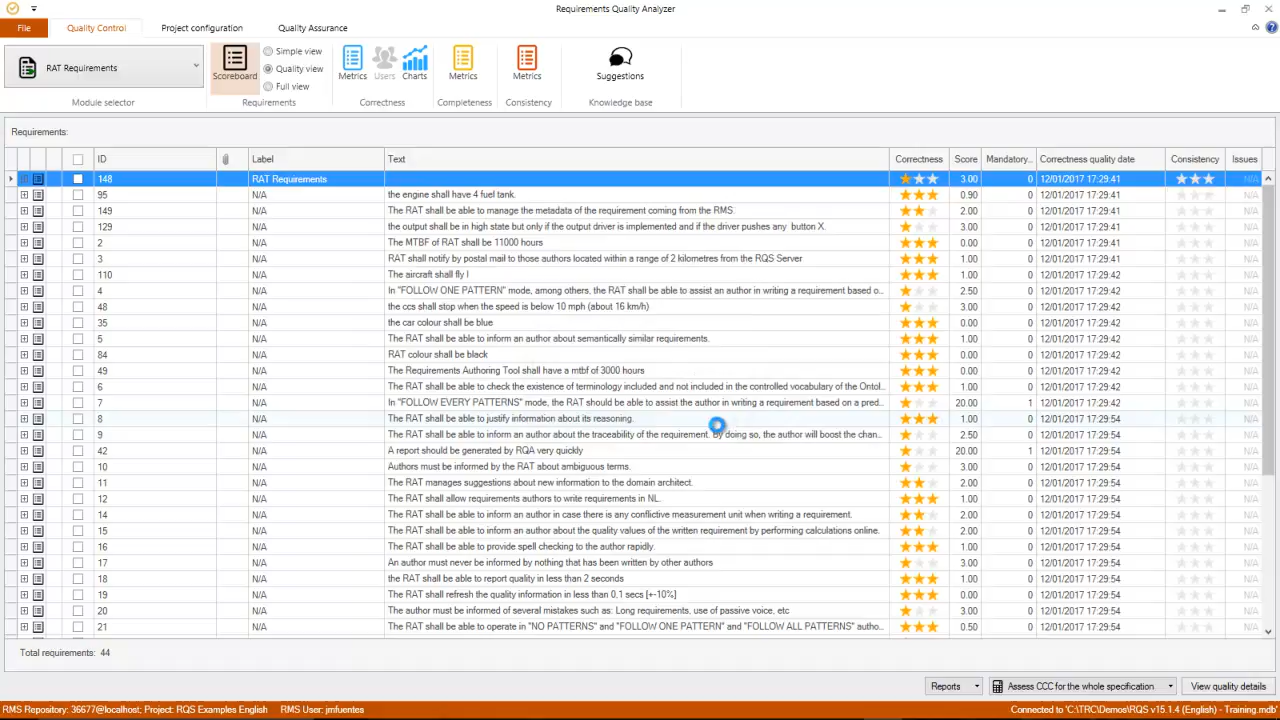 Requirements Quality Analyzer
File Quality Control Project configuration Quality Assurance
RAT Requirements
Module selector
Scoreboard
Simple view
Quality view
Full view
Requirements
Metrics Users Charts
Correctness
Metrics
Completeness
Metrics
Consistency
Suggestions
Knowledge base
Requirements:
ID Label Text Correctness Score Mandatory... Correctness quality date Consistency Issues
148 RAT Requirements 3.00 0 12/01/2017 17:29:41 N/A
95 N/A the engine shall have 4 fuel tank. 0.90 0 12/01/2017 17:29:41 N/A
149 N/A The RAT shall be able to manage the metadata of the requirement coming from the RMS. 2.00 0 12/01/2017 17:29:41 N/A
129 N/A the output shall be in high state but only if the output driver is implemented and if the driver pushes any button X. 3.00 0 12/01/2017 17:29:41 N/A
2 N/A The MTBF of RAT shall be 11000 hours 0.00 0 12/01/2017 17:29:41 N/A
3 N/A RAT shall notify by postal mail to those authors located within a range of 2 kilometres from the RQS Server 1.00 0 12/01/2017 17:29:41 N/A
110 N/A The aircraft shall fly l 1.00 0 12/01/2017 17:29:42 N/A
4 N/A In "FOLLOW ONE PATTERN" mode, among others, the RAT shall be able to assist an author in writing a requirement based o... 2.50 0 12/01/2017 17:29:42 N/A
48 N/A the ccs shall stop when the speed is below 10 mph (about 16 km/h) 3.00 0 12/01/2017 17:29:42 N/A
35 N/A the car colour shall be blue 0.00 0 12/01/2017 17:29:42 N/A
5 N/A The RAT shall be able to inform an author about semantically similar requirements. 1.00 0 12/01/2017 17:29:42 N/A
84 N/A RAT colour shall be black 0.00 0 12/01/2017 17:29:42 N/A
49 N/A The Requirements Authoring Tool shall have a mtbf of 3000 hours 0.00 0 12/01/2017 17:29:42 N/A
6 N/A The RAT shall be able to check the existence of terminology included and not included in the controlled vocabulary of the Ontol... 1.00 0 12/01/2017 17:29:42 N/A
7 N/A In "FOLLOW EVERY PATTERNS" mode, the RAT should be able to assist the author in writing a requirement based on a pred... 20.00 1 12/01/2017 17:29:42 N/A
8 N/A The RAT shall be able to justify information about its reasoning. 1.00 0 12/01/2017 17:29:54 N/A
9 N/A The RAT shall be able to inform an author about the traceability of the requirement. By doing so, the author will boost the chan... 2.50 0 12/01/2017 17:29:54 N/A
42 N/A A report should be generated by RQA very quickly 20.00 1 12/01/2017 17:29:54 N/A
10 N/A Authors must be informed by the RAT about ambiguous terms. 3.00 0 12/01/2017 17:29:54 N/A
11 N/A The RAT manages suggestions about new information to the domain architect. 2.00 0 12/01/2017 17:29:54 N/A
12 N/A The RAT shall allow requirements authors to write requirements in NL. 1.00 0 12/01/2017 17:29:54 N/A
14 N/A The RAT shall be able to inform an author in case there is any conflictive measurement unit when writing a requirement. 2.00 0 12/01/2017 17:29:54 N/A
15 N/A The RAT shall be able to inform an author about the quality values of the written requirement by performing calculations online. 2.00 0 12/01/2017 17:29:54 N/A
16 N/A The RAT shall be able to provide spell checking to the author rapidly. 1.00 0 12/01/2017 17:29:54 N/A
17 N/A An author must never be informed by nothing that has been written by other authors 3.00 0 12/01/2017 17:29:54 N/A
18 N/A the RAT shall be able to report quality in less than 2 seconds 1.00 0 12/01/2017 17:29:54 N/A
19 N/A The RAT shall refresh the quality information in less than 0,1 secs [+-10%] 0.00 0 12/01/2017 17:29:54 N/A
20 N/A The author must be informed of several mistakes such as: Long requirements, use of passive voice, etc 3.00 0 12/01/2017 17:29:54 N/A
21 N/A The RAT shall be able to operate in "NO PATTERNS" and "FOLLOW ONE PATTERN" and "FOLLOW ALL PATTERNS" autho... 0.50 0 12/01/2017 17:29:54 N/A
Total requirements: 44
Reports Assess CCC for the whole specification View quality details
RMS Repository: 36677@localhost; Project: RQS Examples English RMS User: jmfuentes Connected to 'C:\TRC\Demos\RQS v15.1.4 (English) - Training.mdb'